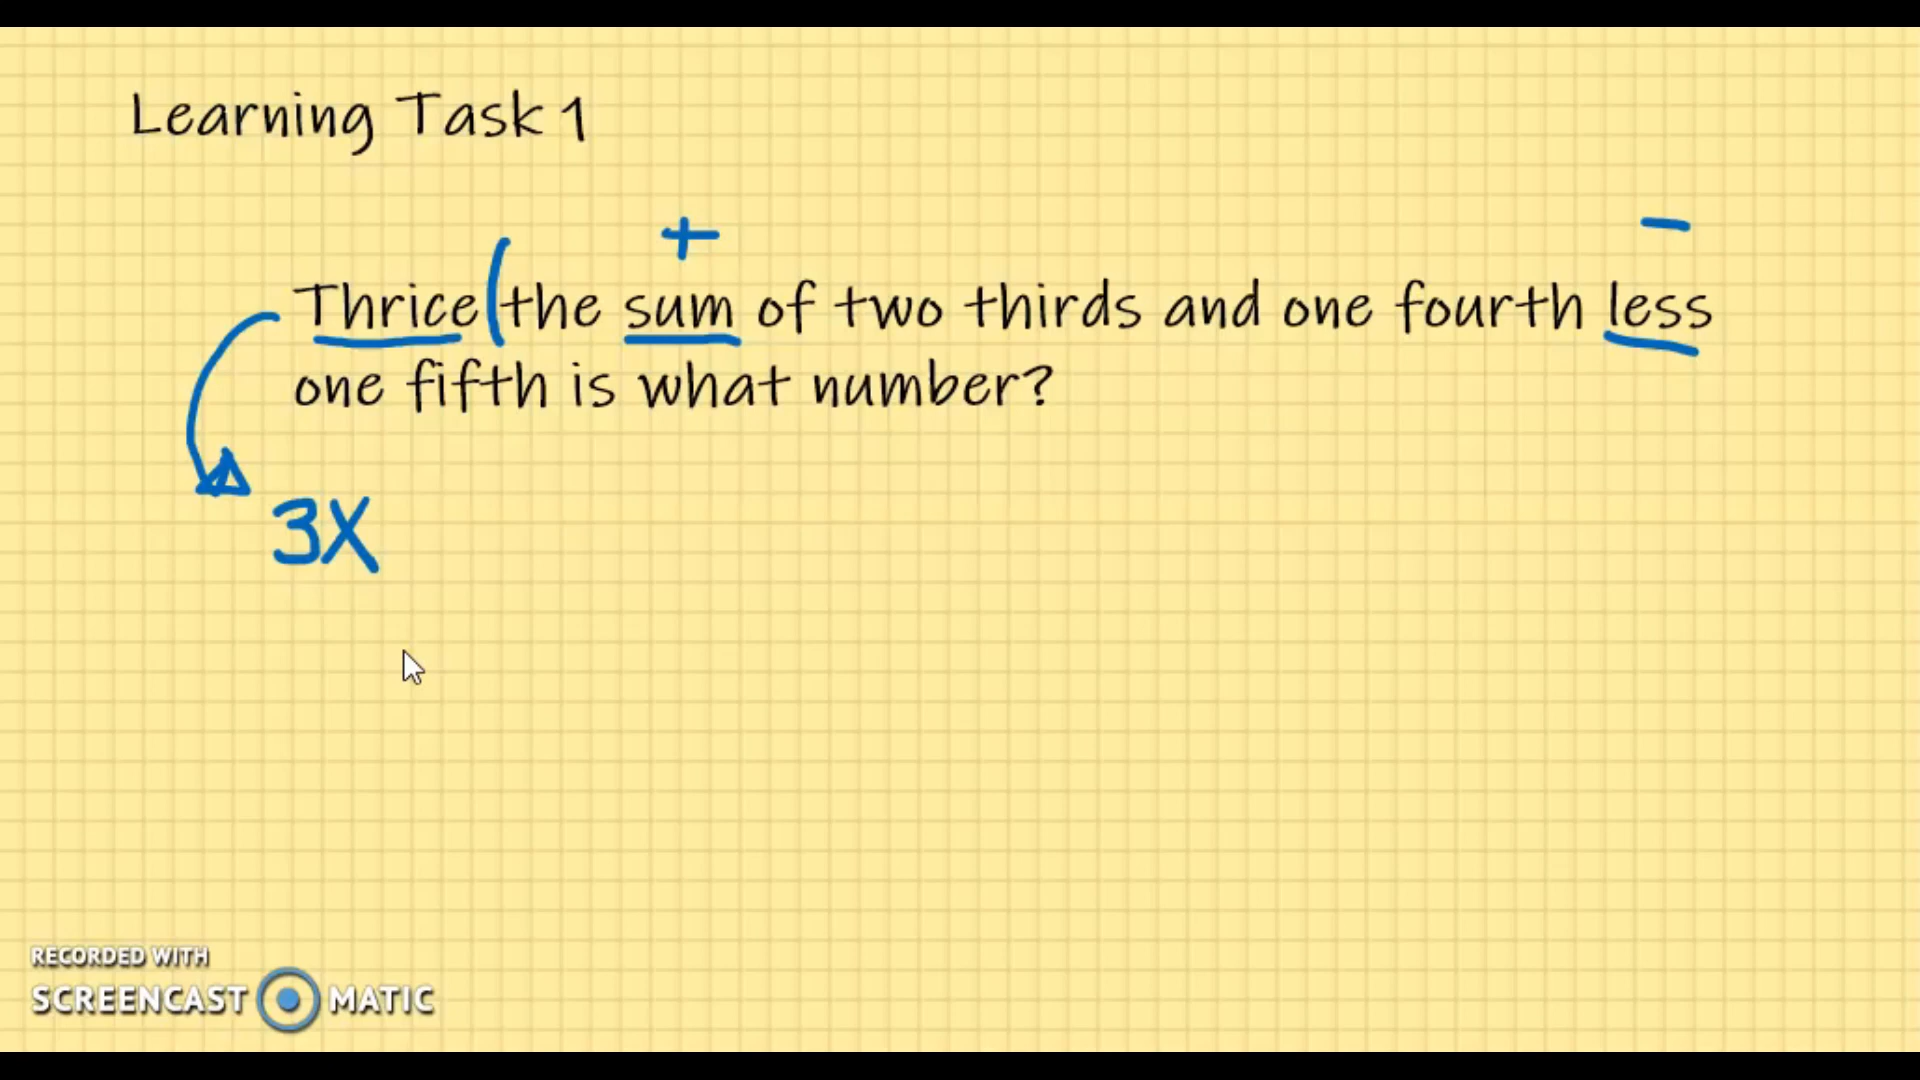 Learning Task 1
+ −
Thrice (the sum of two thirds and one fourth less
one fifth is what number?
3X
RECORDED WITH
SCREENCAST MATIC